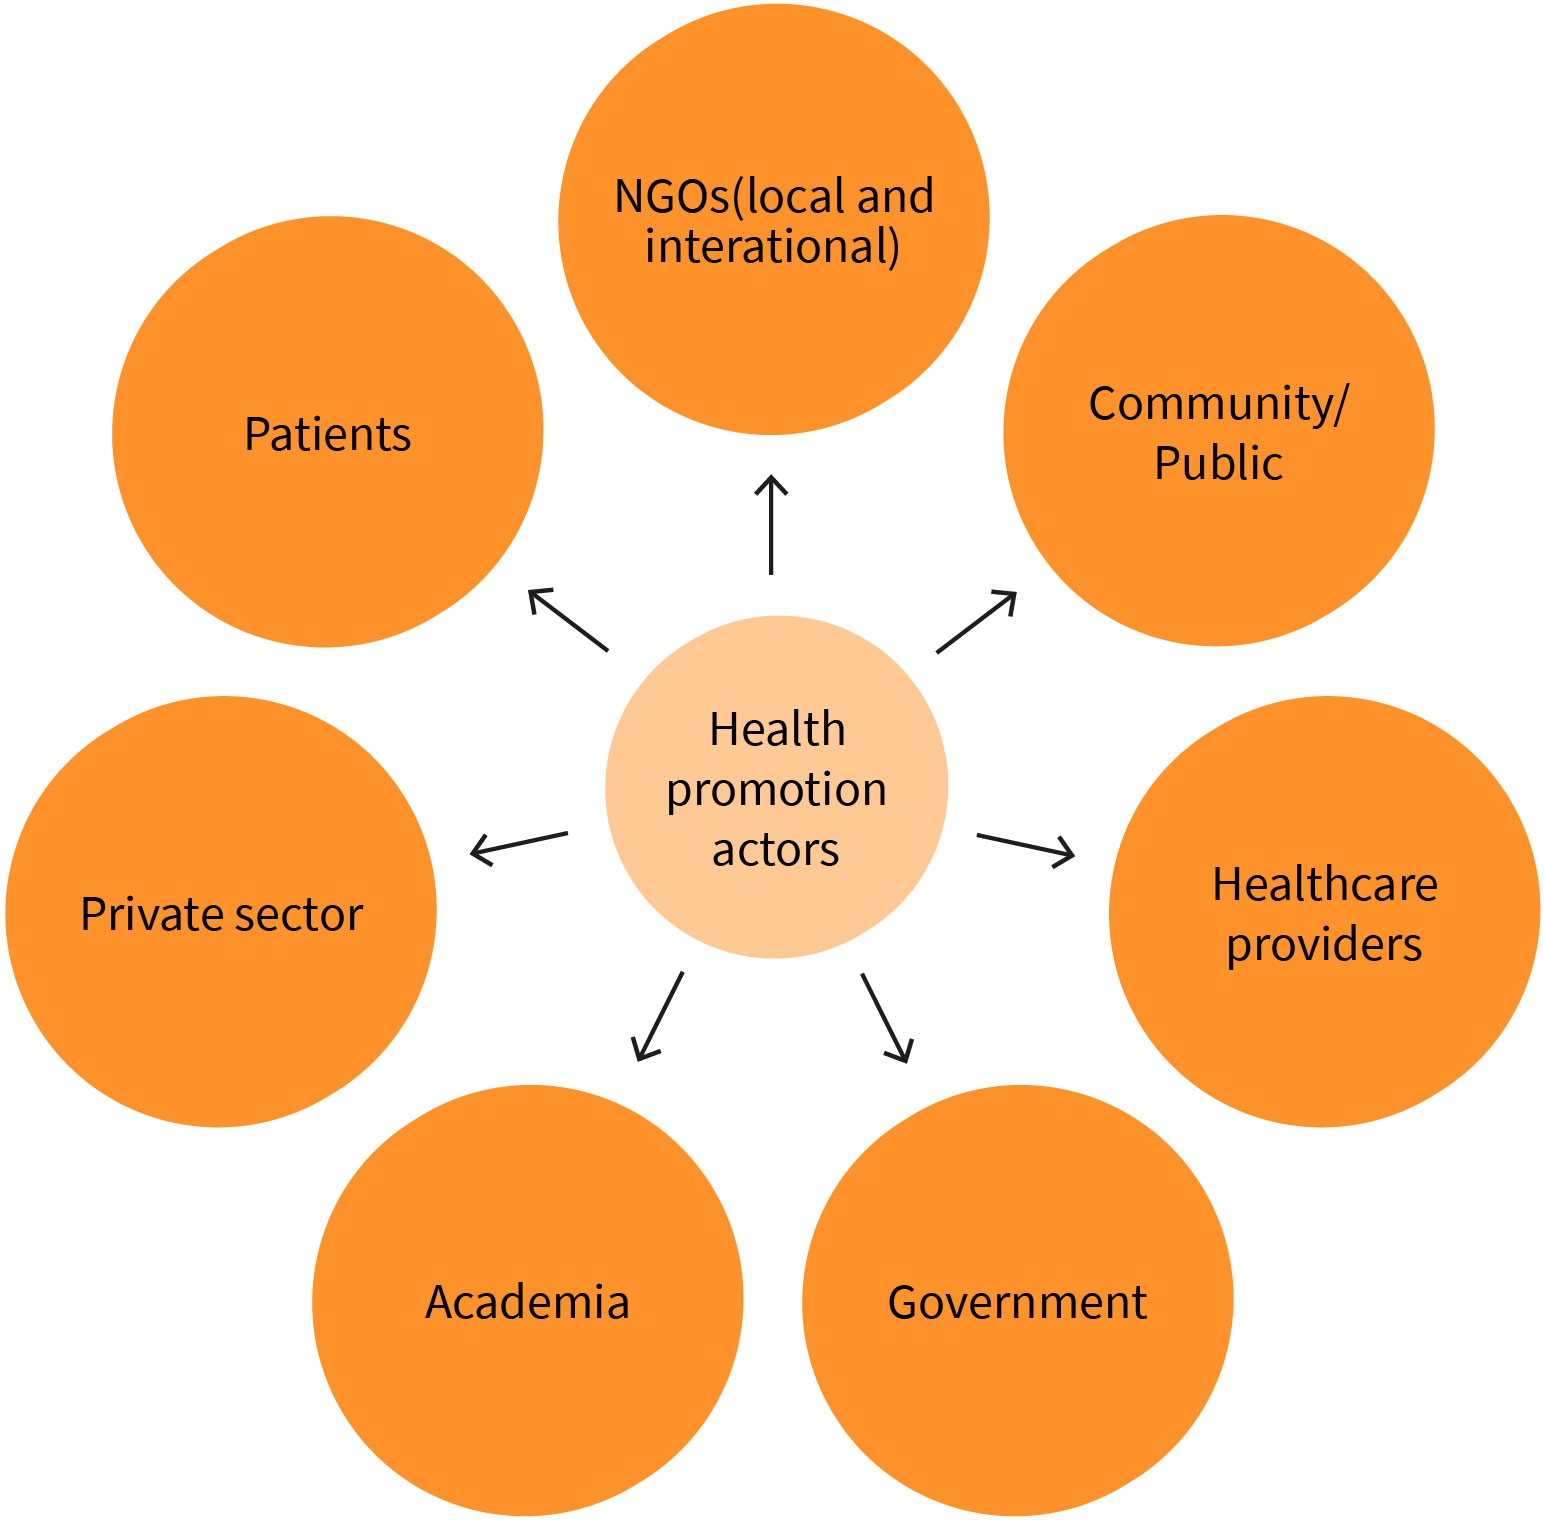 NGOs(local and
interational)
Community/
Public
Patients
Health
promotion
actors
Healthcare
providers
Private sector
Academia
Government